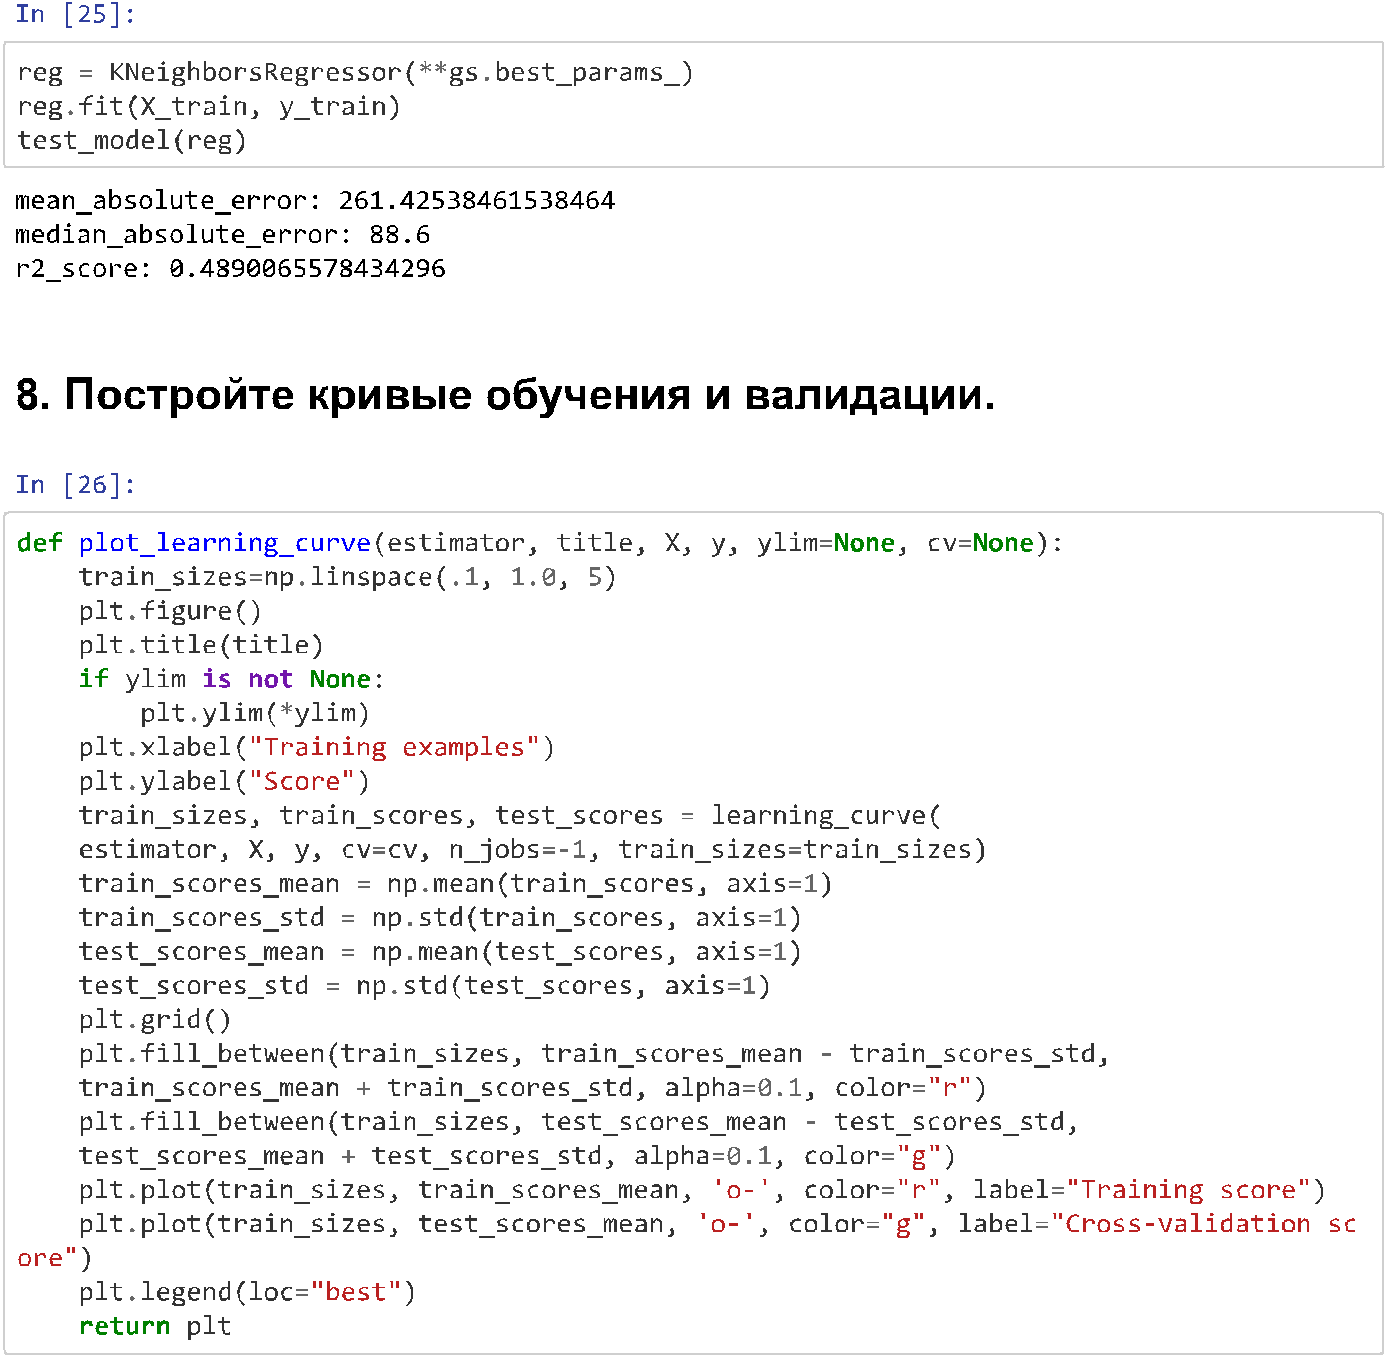 In [25]:
reg = KNeighborsRegressor(**gs.best_params_)
reg.fit(X_train, y_train)
test_model(reg)
mean_absolute_error: 261.42538461538464
median_absolute_error: 88.6
r2_score: 0.4890065578434296
8. Постройте кривые обучения и валидации.
In [26]:
def plot_learning_curve(estimator, title, X, y, ylim=None, cv=None):
    train_sizes=np.linspace(.1, 1.0, 5)
    plt.figure()
    plt.title(title)
    if ylim is not None:
        plt.ylim(*ylim)
    plt.xlabel("Training examples")
    plt.ylabel("Score")
    train_sizes, train_scores, test_scores = learning_curve(
    estimator, X, y, cv=cv, n_jobs=-1, train_sizes=train_sizes)
    train_scores_mean = np.mean(train_scores, axis=1)
    train_scores_std = np.std(train_scores, axis=1)
    test_scores_mean = np.mean(test_scores, axis=1)
    test_scores_std = np.std(test_scores, axis=1)
    plt.grid()
    plt.fill_between(train_sizes, train_scores_mean - train_scores_std,
    train_scores_mean + train_scores_std, alpha=0.1, color="r")
    plt.fill_between(train_sizes, test_scores_mean - test_scores_std,
    test_scores_mean + test_scores_std, alpha=0.1, color="g")
    plt.plot(train_sizes, train_scores_mean, 'o-', color="r", label="Training score")
    plt.plot(train_sizes, test_scores_mean, 'o-', color="g", label="Cross-validation sc
ore")
    plt.legend(loc="best")
    return plt